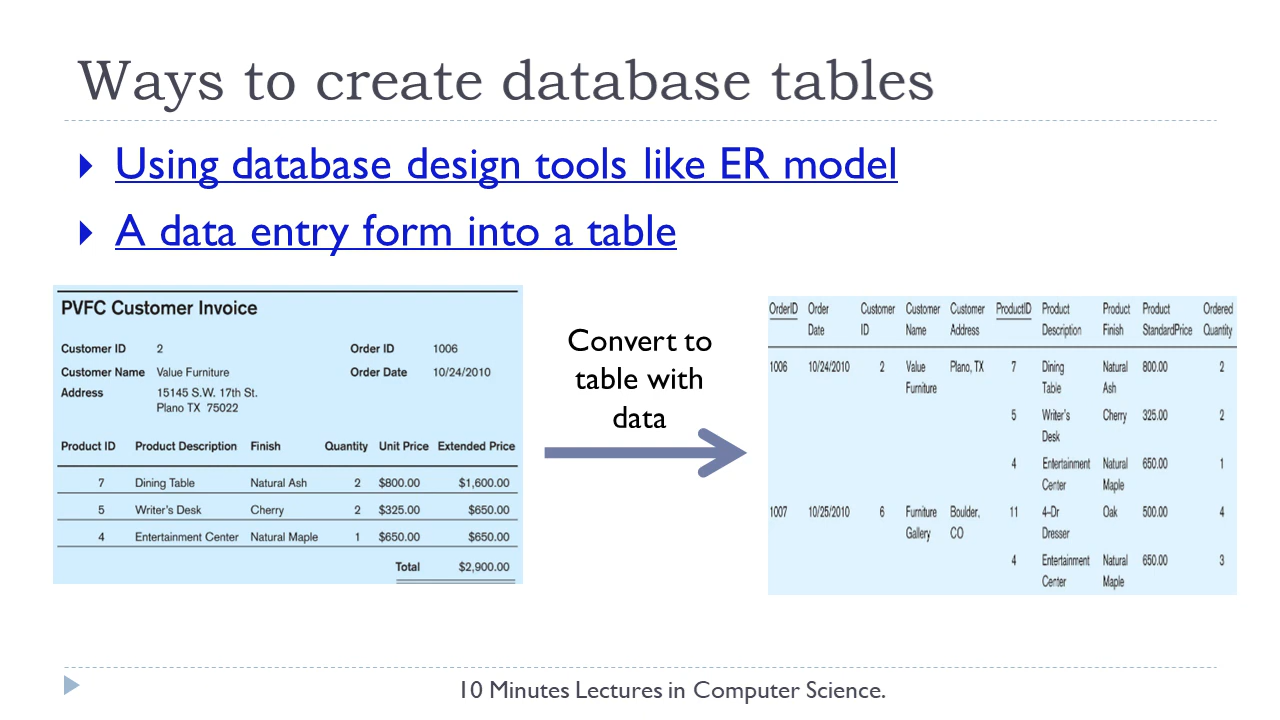 Ways to create database tables
Using database design tools like ER model
A data entry form into a table
PVFC Customer Invoice
Customer ID 2 Order ID 1006
Customer Name Value Furniture Order Date 10/24/2010
Address 15145 S.W. 17th St.
Plano TX 75022
Product ID Product Description Finish Quantity Unit Price Extended Price
7 Dining Table Natural Ash 2 $800.00 $1,600.00
5 Writer's Desk Cherry 2 $325.00 $650.00
4 Entertainment Center Natural Maple 1 $650.00 $650.00
Total $2,900.00
Convert to
table with
data
OrderID Order Customer Customer Customer ProductID Product Product Product Ordered
Date ID Name Address Description Finish StandardPrice Quantity
1006 10/24/2010 2 Value Plano, TX 7 Dining Natural 800.00 2
Furniture Table Ash
5 Writer's Cherry 325.00 2
Desk
4 Entertainment Natural 650.00 1
Center Maple
1007 10/25/2010 6 Furniture Boulder, 11 4-Dr Oak 500.00 4
Gallery CO Dresser
4 Entertainment Natural 650.00 3
Center Maple
10 Minutes Lectures in Computer Science.